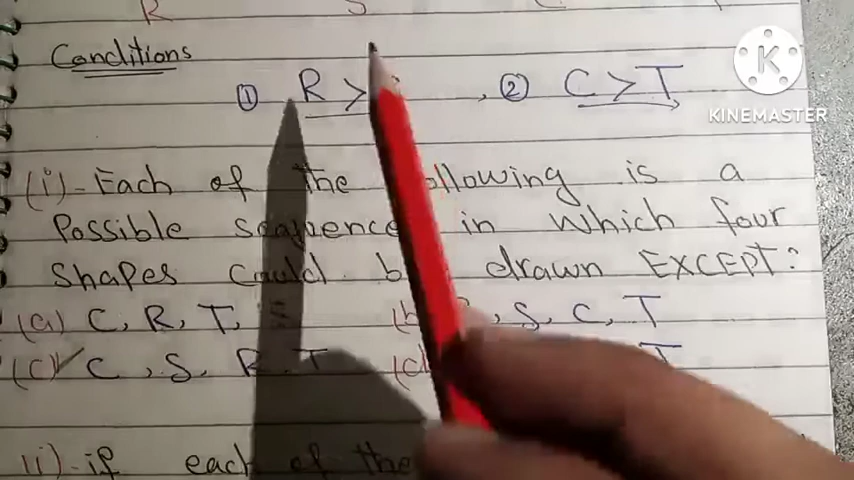 R S C
Conditions
① R > , ② C > T
KINEMASTER
(i)- Each of the following is a
Possible sequence in which four
shapes could be drawn EXCEPT?
(a) C, R, T, (b) , S, C, T
(c)✓ C, S, R, T (d) T
ii)- if each of the